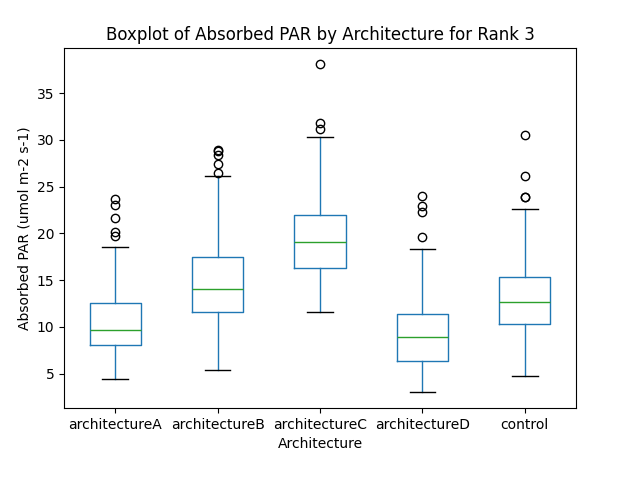 Boxplot of Absorbed PAR by Architecture for Rank 3
Absorbed PAR (umol m-2 s-1)
35
30
25
20
15
10
5
architectureA architectureB architectureC architectureD control
Architecture